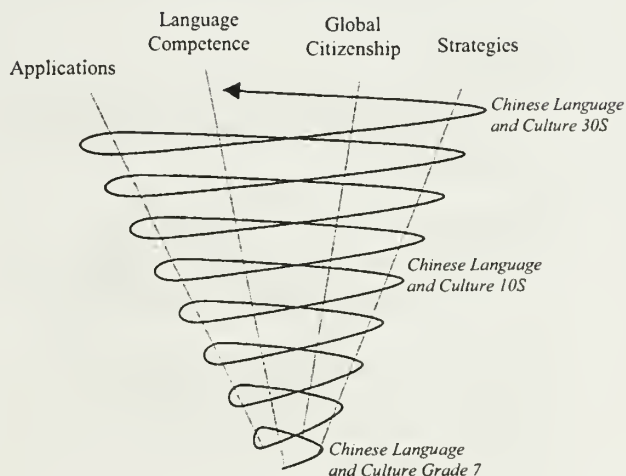 Language
Competence
Global
Citizenship
Strategies
Applications
Chinese Language
and Culture 30S
Chinese Language
and Culture 10S
Chinese Language
and Culture Grade 7